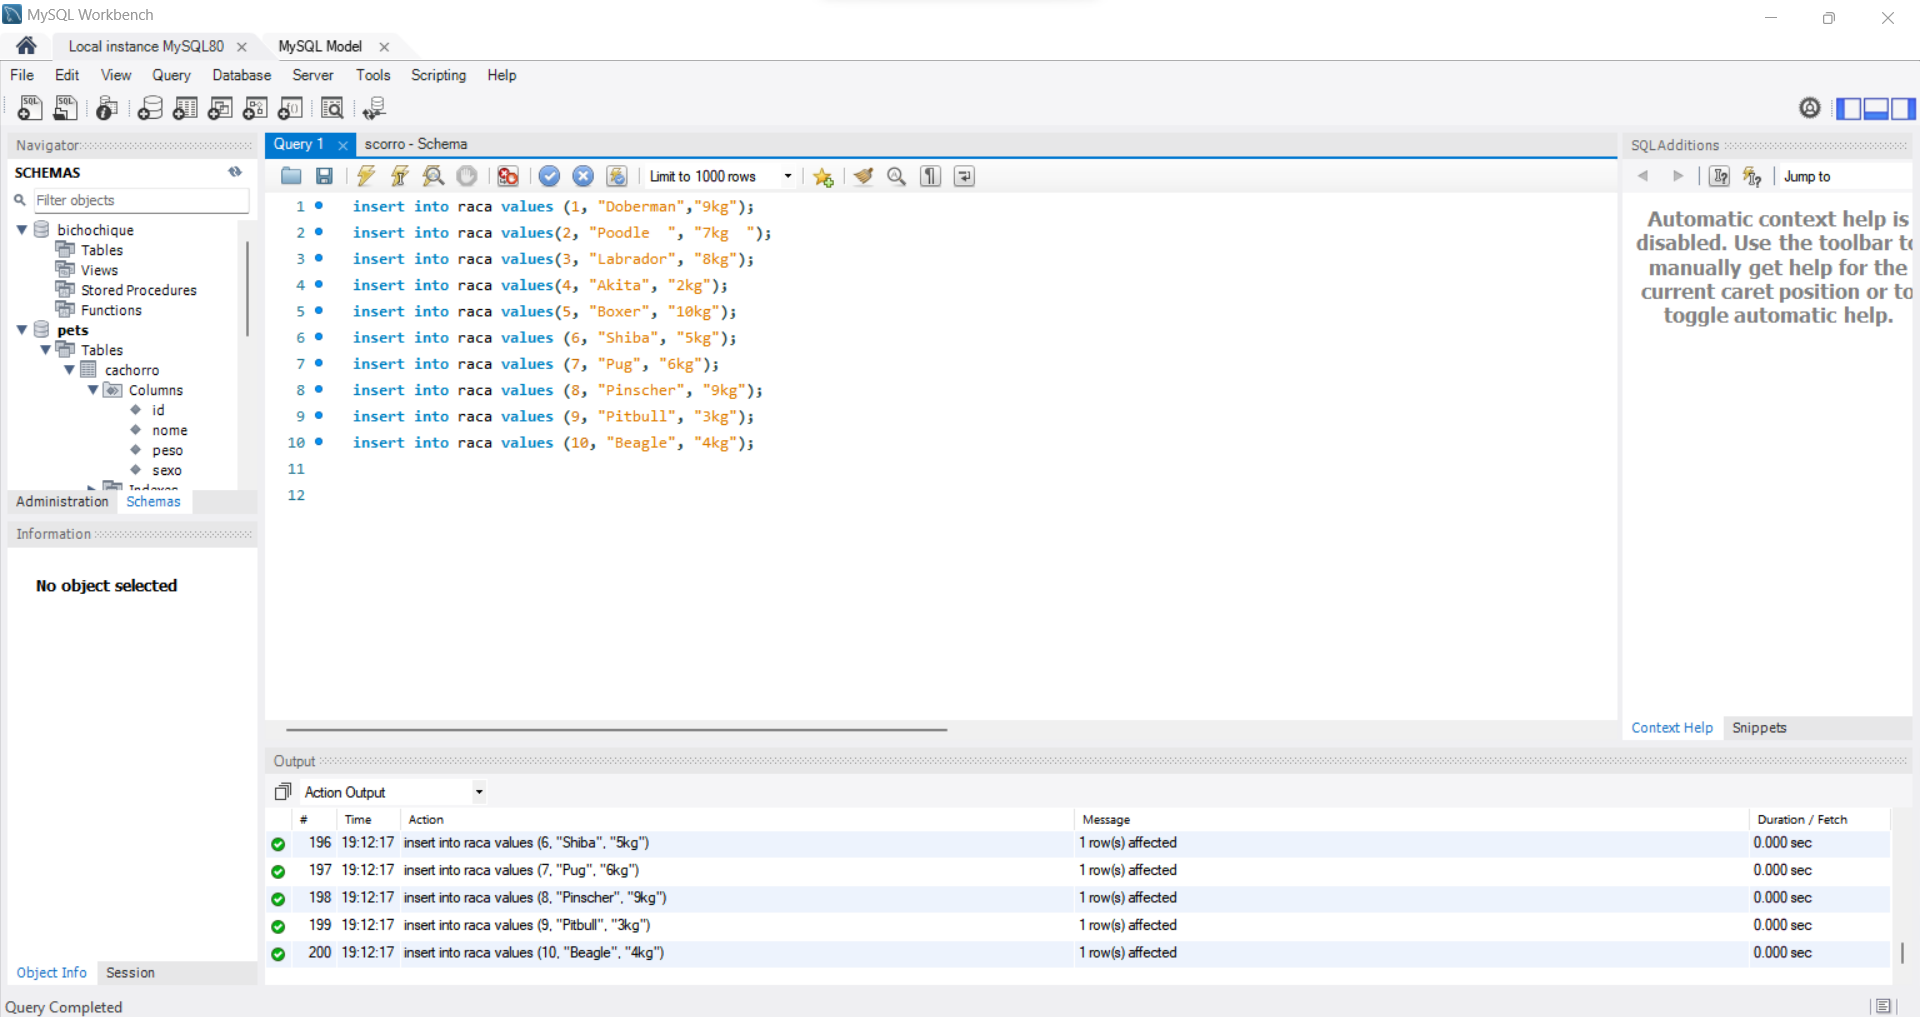 MySQL Workbench
Local instance MySQL80
MySQL Model
File Edit View Query Database Server Tools Scripting Help
Navigator
SCHEMAS
Filter objects
bichochique
Tables
Views
Stored Procedures
Functions
pets
Tables
cachorro
Columns
id
nome
peso
sexo
Indexes
Administration Schemas
Information
No object selected
Object Info Session
Query 1
scorro - Schema
Limit to 1000 rows
1 insert into raca values (1, "Doberman","9kg");
2 insert into raca values(2, "Poodle  ", "7kg  ");
3 insert into raca values(3, "Labrador", "8kg");
4 insert into raca values(4, "Akita", "2kg");
5 insert into raca values(5, "Boxer", "10kg");
6 insert into raca values (6, "Shiba", "5kg");
7 insert into raca values (7, "Pug", "6kg");
8 insert into raca values (8, "Pinscher", "9kg");
9 insert into raca values (9, "Pitbull", "3kg");
10 insert into raca values (10, "Beagle", "4kg");
11
12
SQLAdditions
Jump to
Automatic context help is
disabled. Use the toolbar to
manually get help for the
current caret position or to
toggle automatic help.
Context Help Snippets
Output
Action Output
# Time Action Message Duration / Fetch
196 19:12:17 insert into raca values (6, "Shiba", "5kg") 1 row(s) affected 0.000 sec
197 19:12:17 insert into raca values (7, "Pug", "6kg") 1 row(s) affected 0.000 sec
198 19:12:17 insert into raca values (8, "Pinscher", "9kg") 1 row(s) affected 0.000 sec
199 19:12:17 insert into raca values (9, "Pitbull", "3kg") 1 row(s) affected 0.000 sec
200 19:12:17 insert into raca values (10, "Beagle", "4kg") 1 row(s) affected 0.000 sec
Query Completed